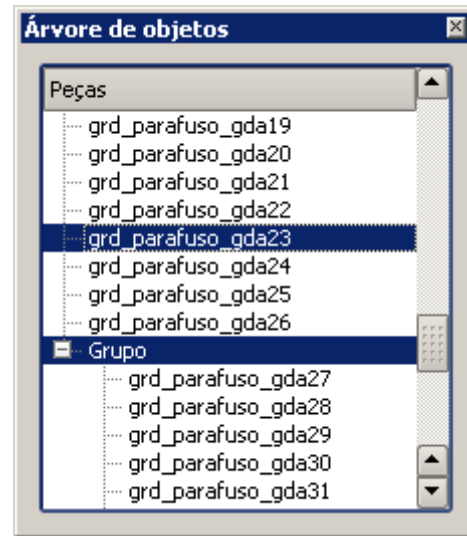 Árvore de objetos
Peças
grd_parafuso_gda19
grd_parafuso_gda20
grd_parafuso_gda21
grd_parafuso_gda22
grd_parafuso_gda23
grd_parafuso_gda24
grd_parafuso_gda25
grd_parafuso_gda26
Grupo
grd_parafuso_gda27
grd_parafuso_gda28
grd_parafuso_gda29
grd_parafuso_gda30
grd_parafuso_gda31